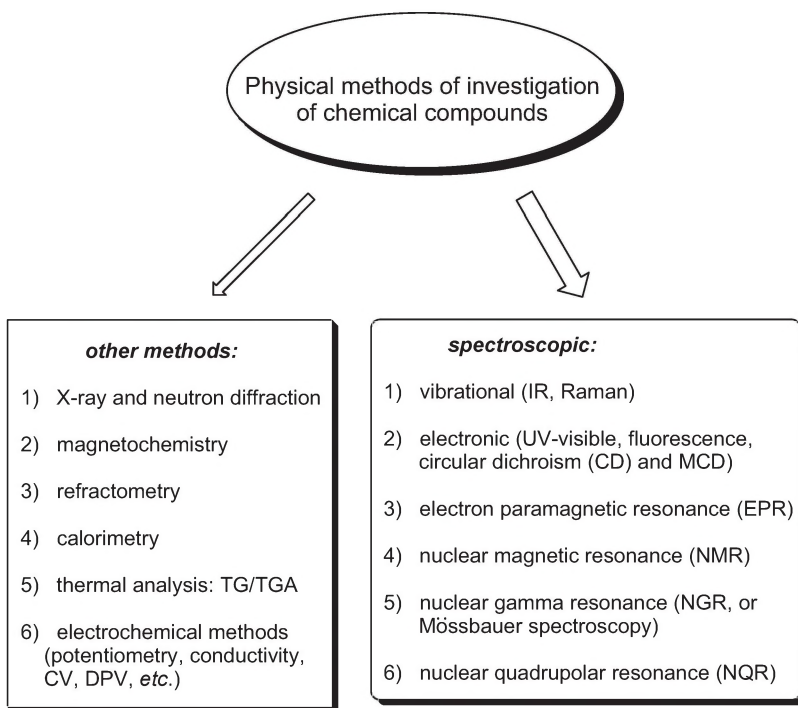 Physical methods of investigation
of chemical compounds
other methods:
1) X-ray and neutron diffraction
2) magnetochemistry
3) refractometry
4) calorimetry
5) thermal analysis: TG/TGA
6) electrochemical methods
(potentiometry, conductivity,
CV, DPV, etc.)
spectroscopic:
1) vibrational (IR, Raman)
2) electronic (UV-visible, fluorescence,
circular dichroism (CD) and MCD)
3) electron paramagnetic resonance (EPR)
4) nuclear magnetic resonance (NMR)
5) nuclear gamma resonance (NGR, or
Mössbauer spectroscopy)
6) nuclear quadrupolar resonance (NQR)